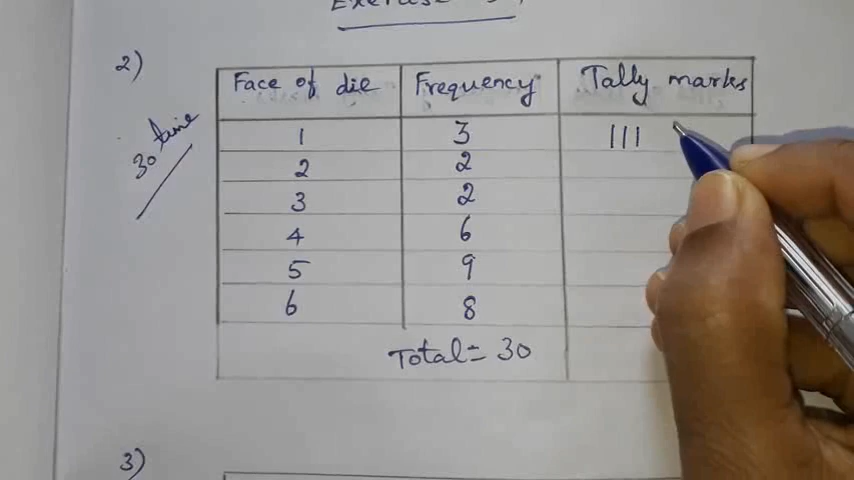 Exercise
2)
30 time
Face of die Frequency Tally marks
1 3 |||
2 2
3 2
4 6
5 9
6 8
Total = 30
3)